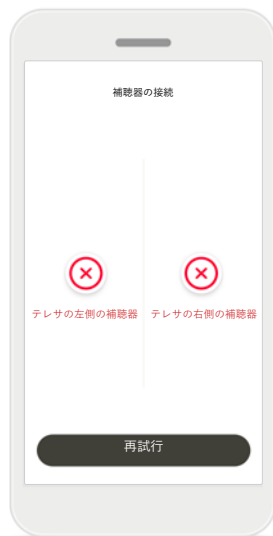 補聴器の接続
テレサの左側の補聴器
テレサの右側の補聴器
再試行